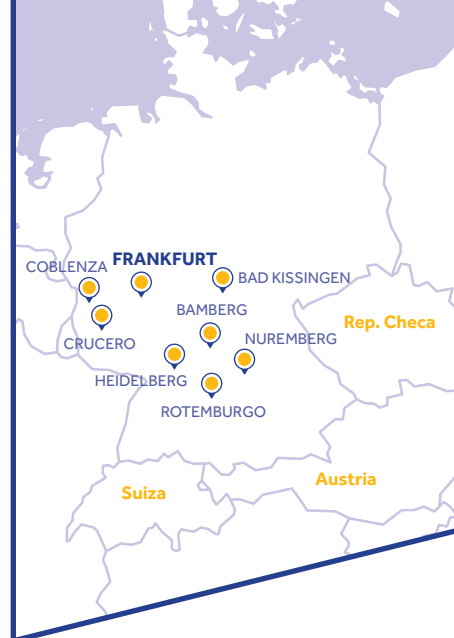 FRANKFURT
COBLENZA
BAD KISSINGEN
BAMBERG
Rep. Checa
NUREMBERG
CRUCERO
HEIDELBERG
ROTEMBURGO
Austria
Suiza